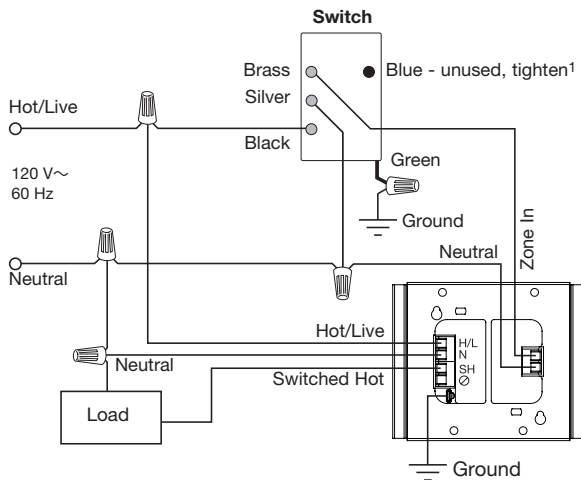 Switch
Brass
Blue - unused, tighten¹
Silver
Hot/Live
Black
120 V~
60 Hz
Green
Ground
Zone In
Neutral
Neutral
Hot/Live
H/L
N
Neutral
SH
Switched Hot
Load
Ground